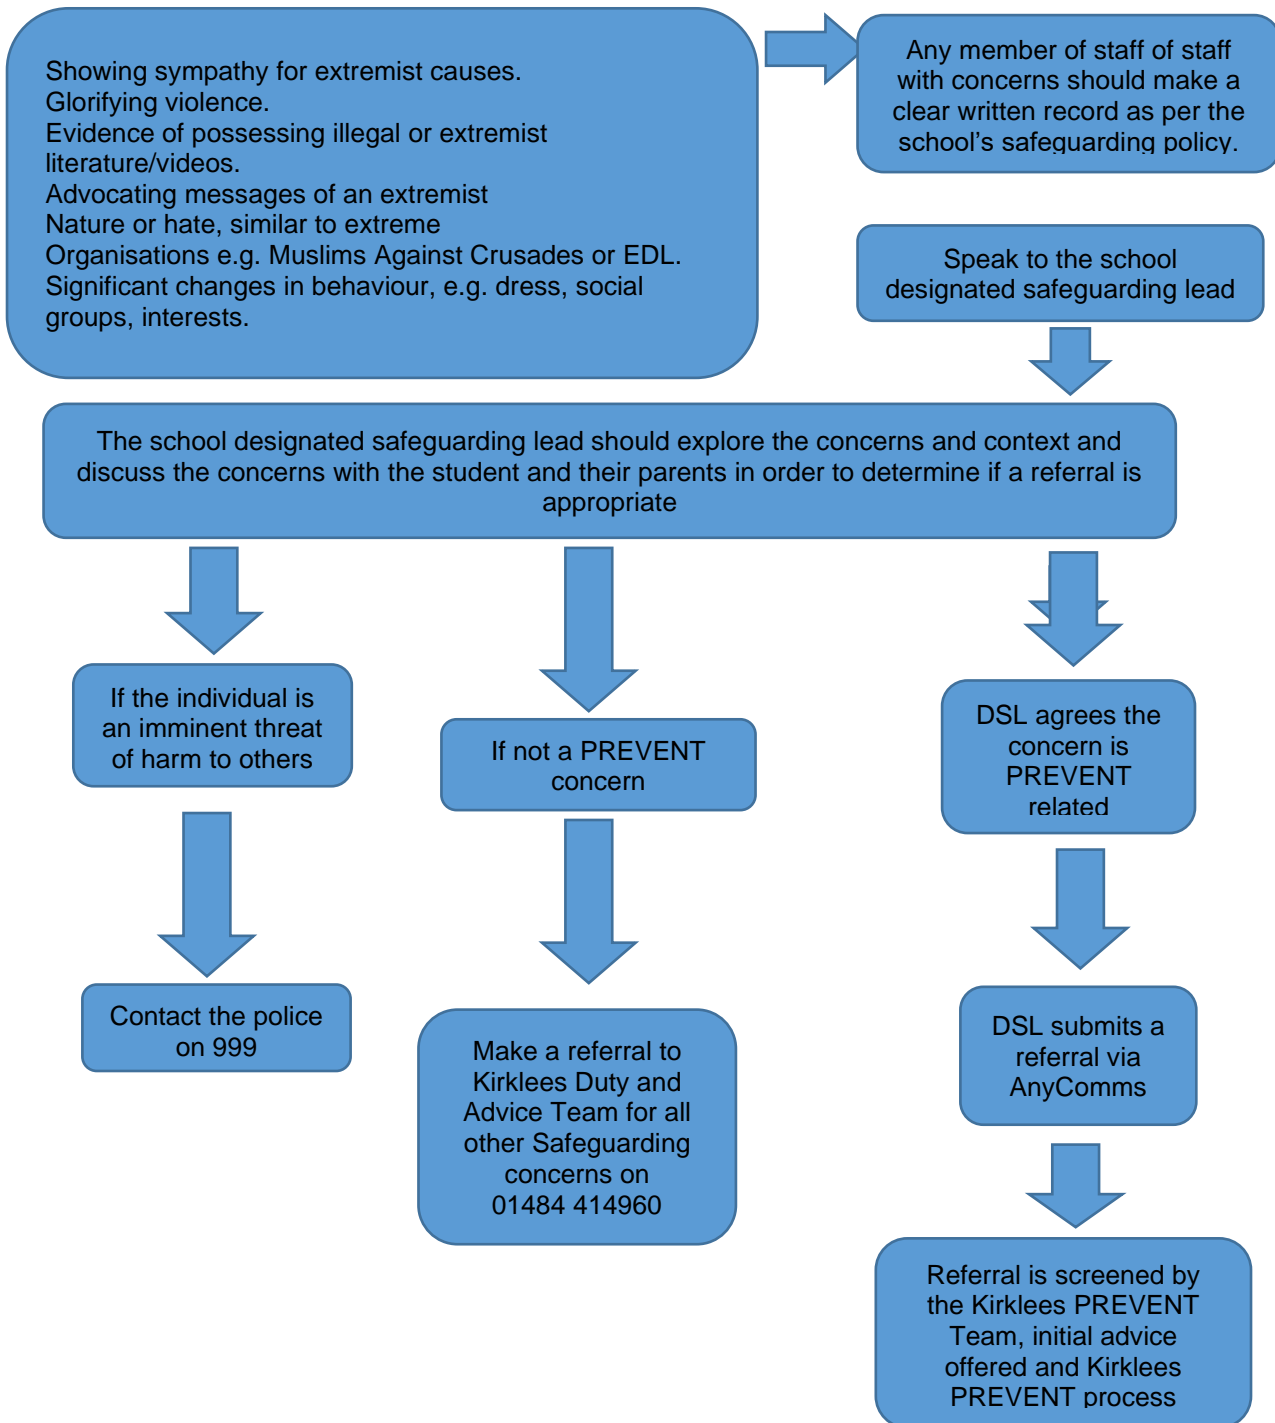 Showing sympathy for extremist causes.
Glorifying violence.
Evidence of possessing illegal or extremist
literature/videos.
Advocating messages of an extremist
Nature or hate, similar to extreme
Organisations e.g. Muslims Against Crusades or EDL.
Significant changes in behaviour, e.g. dress, social
groups, interests.
Any member of staff of staff
with concerns should make a
clear written record as per the
school’s safeguarding policy.
Speak to the school
designated safeguarding lead
The school designated safeguarding lead should explore the concerns and context and
discuss the concerns with the student and their parents in order to determine if a referral is
appropriate
If the individual is
an imminent threat
of harm to others
Contact the police
on 999
If not a PREVENT
concern
Make a referral to
Kirklees Duty and
Advice Team for all
other Safeguarding
concerns on
01484 414960
DSL agrees the
concern is
PREVENT
related
DSL submits a
referral via
AnyComms
Referral is screened by
the Kirklees PREVENT
Team, initial advice
offered and Kirklees
PREVENT process